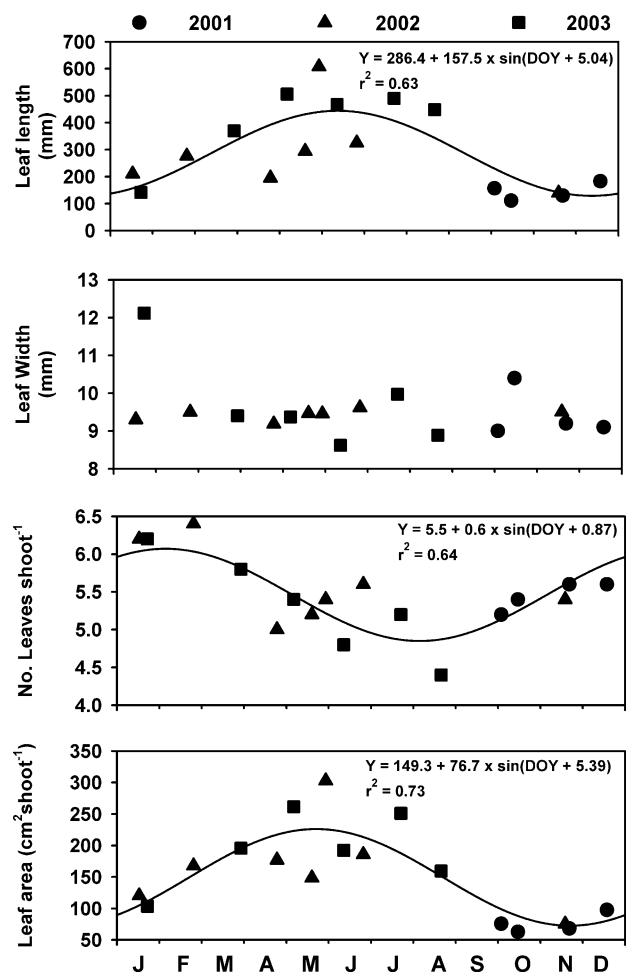 2001 2002 2003
700
600
500
400
300
200
100
0
Leaf length
(mm)
Y = 286.4 + 157.5 x sin(DOY + 5.04)
r² = 0.63
13
12
11
10
9
8
Leaf Width
(mm)
6.5
6.0
5.5
5.0
4.5
4.0
No. Leaves shoot⁻¹
Y = 5.5 + 0.6 x sin(DOY + 0.87)
r² = 0.64
350
300
250
200
150
100
50
Leaf area (cm²shoot⁻¹)
Y = 149.3 + 76.7 x sin(DOY + 5.39)
r² = 0.73
J F M A M J J A S O N D